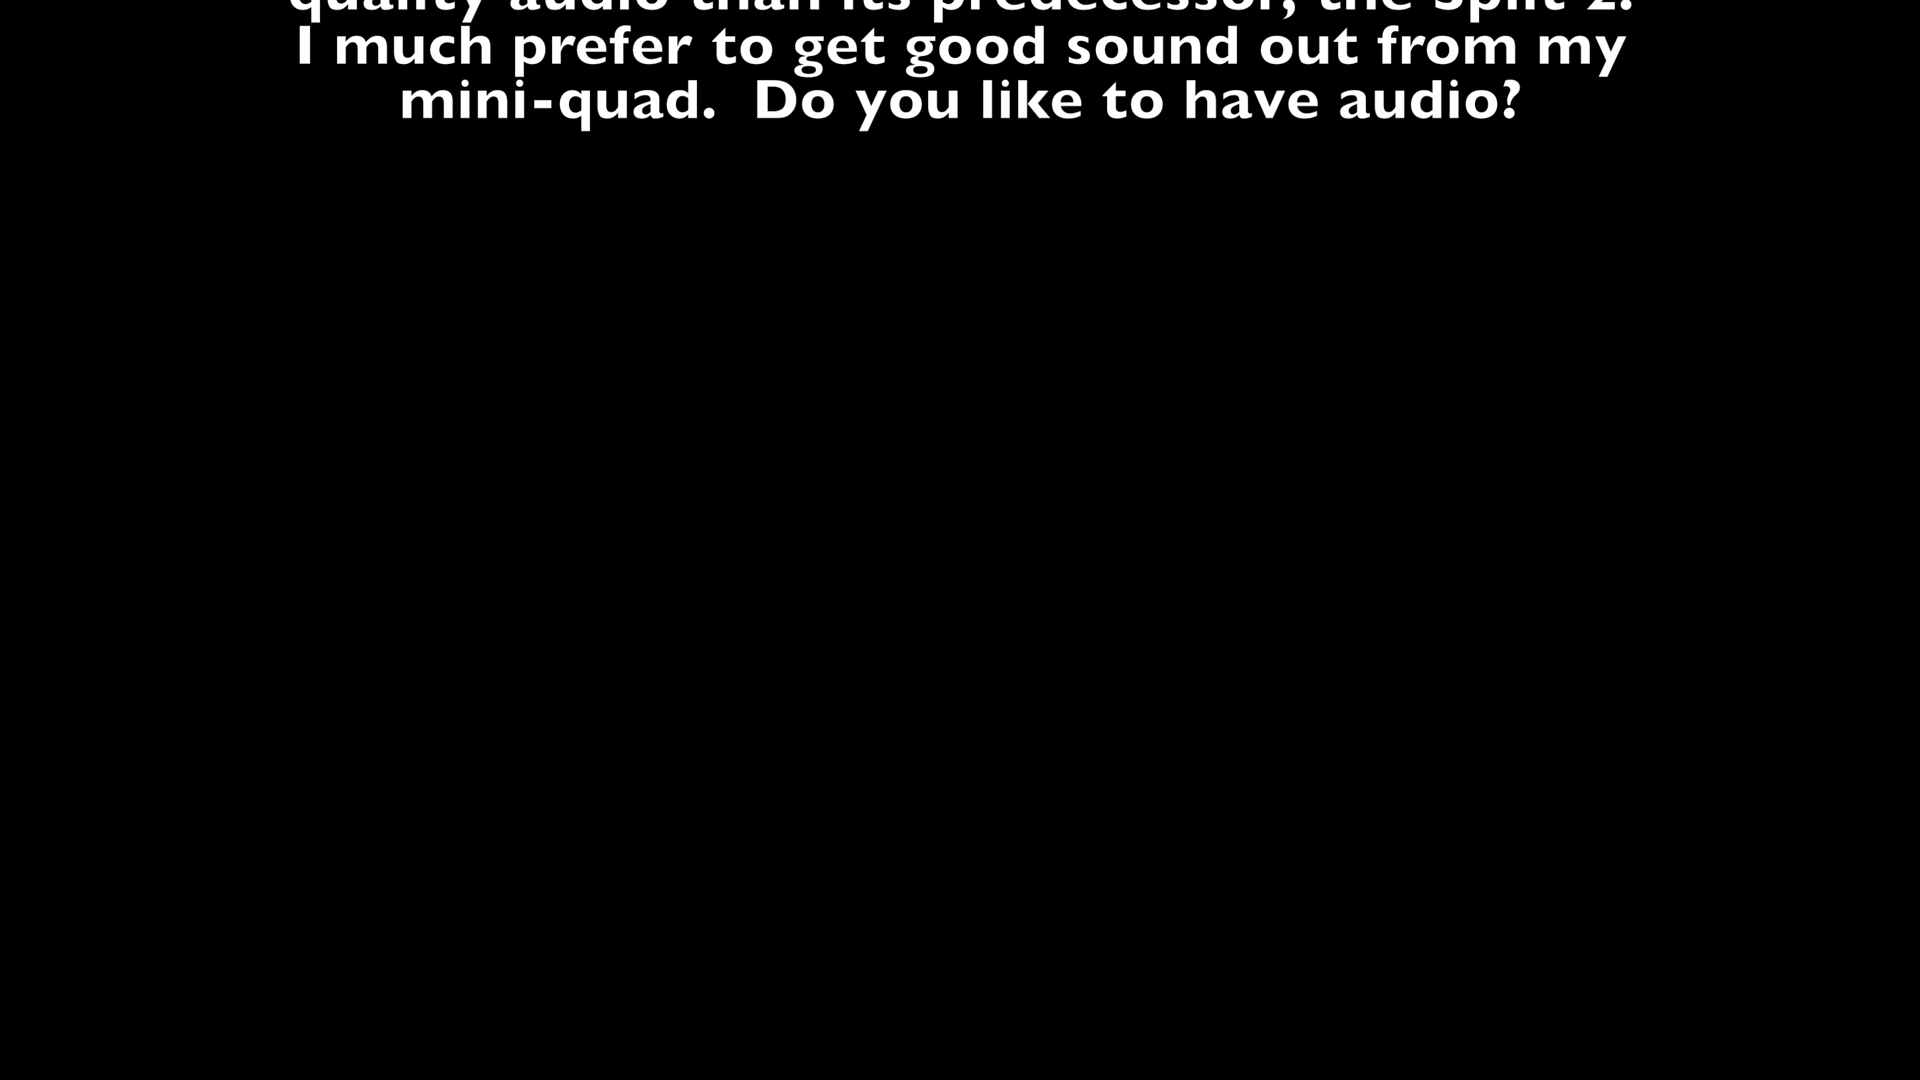 quality audio than its predecessor, the Split 2.
I much prefer to get good sound out from my
mini-quad.  Do you like to have audio?